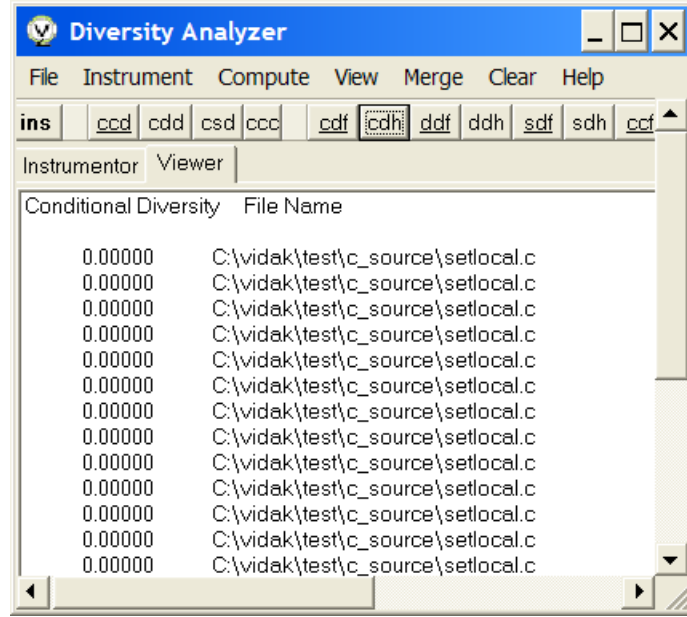 Diversity Analyzer
File Instrument Compute View Merge Clear Help
ins ccd cdd csd ccc cdf cdh ddf ddh sdf sdh ccf
Instrumentor Viewer
Conditional Diversity File Name
0.00000 C:\vidak\test\c_source\setlocal.c
0.00000 C:\vidak\test\c_source\setlocal.c
0.00000 C:\vidak\test\c_source\setlocal.c
0.00000 C:\vidak\test\c_source\setlocal.c
0.00000 C:\vidak\test\c_source\setlocal.c
0.00000 C:\vidak\test\c_source\setlocal.c
0.00000 C:\vidak\test\c_source\setlocal.c
0.00000 C:\vidak\test\c_source\setlocal.c
0.00000 C:\vidak\test\c_source\setlocal.c
0.00000 C:\vidak\test\c_source\setlocal.c
0.00000 C:\vidak\test\c_source\setlocal.c
0.00000 C:\vidak\test\c_source\setlocal.c
0.00000 C:\vidak\test\c_source\setlocal.c